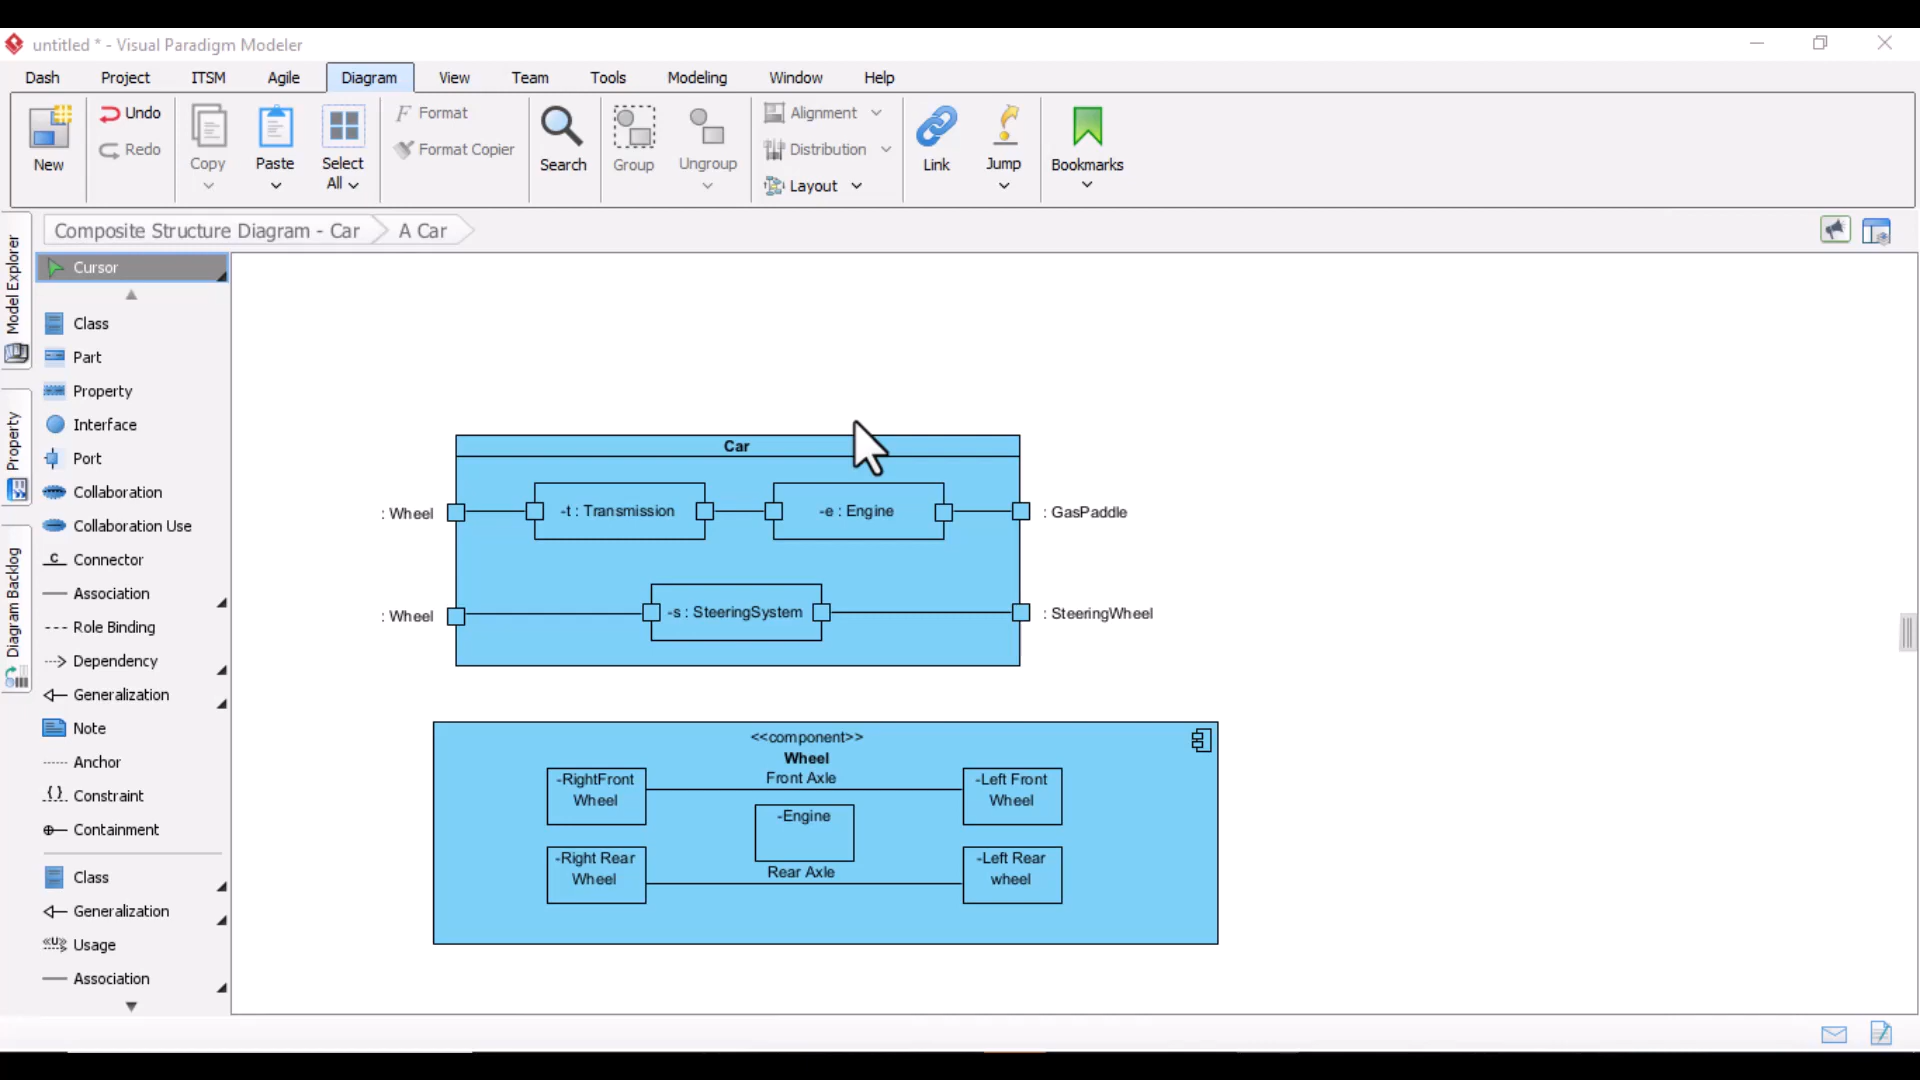 untitled * - Visual Paradigm Modeler
Dash Project ITSM Agile Diagram View Team Tools Modeling Window Help
New
Undo
Redo
Copy
Paste
Select
All
Format
Format Copier
Search
Group
Ungroup
Alignment
Distribution
Layout
Link
Jump
Bookmarks
Composite Structure Diagram - Car
A Car
Model Explorer
Property
Diagram Backlog
Cursor
Class
Part
Property
Interface
Port
Collaboration
Collaboration Use
Connector
Association
Role Binding
Dependency
Generalization
Note
Anchor
Constraint
Containment
Class
Generalization
Usage
Association
Car
: Wheel
-t : Transmission
-e : Engine
: GasPaddle
: Wheel
-s : SteeringSystem
: SteeringWheel
<<component>>
Wheel
Front Axle
-RightFront
Wheel
-Left Front
Wheel
-Engine
-Right Rear
Wheel
Rear Axle
-Left Rear
wheel